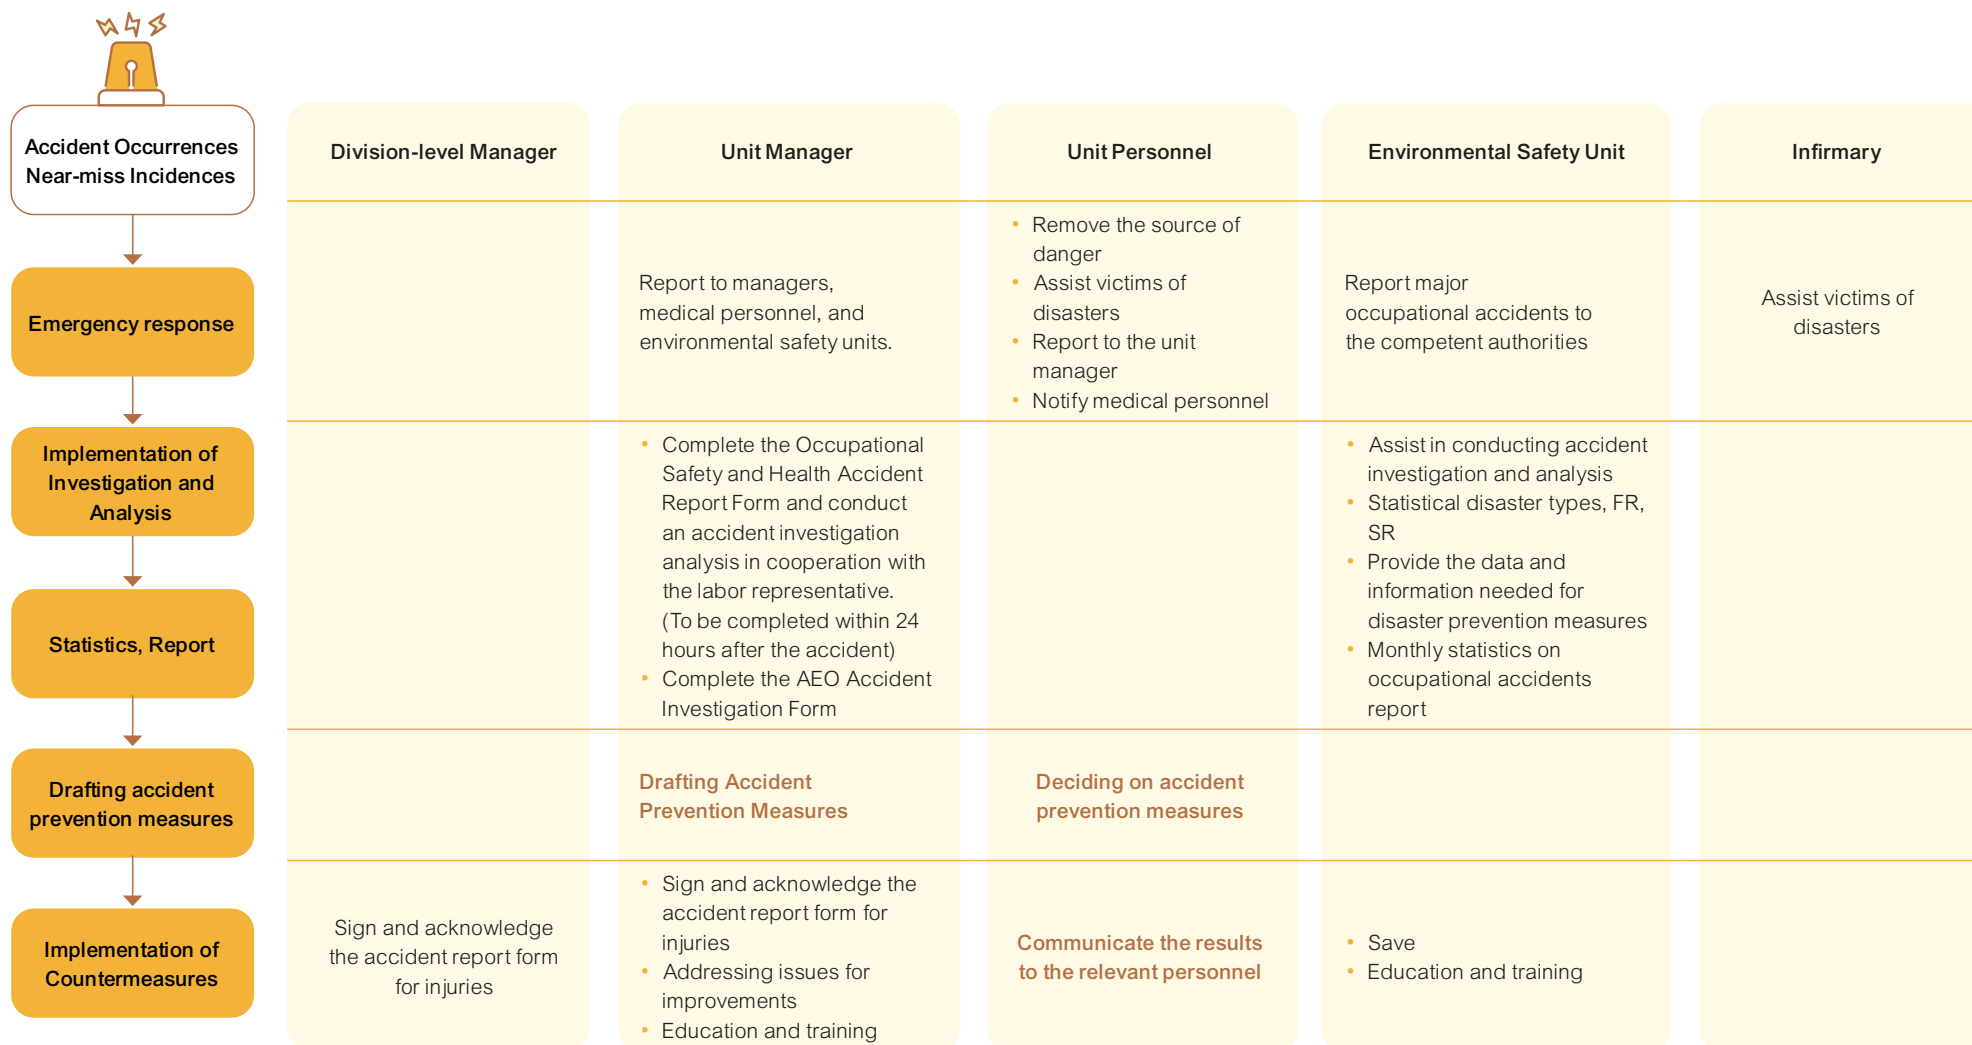 Accident Occurrences
Near-miss Incidences
Division-level Manager
Unit Manager
Unit Personnel
Environmental Safety Unit
Infirmary
Emergency response
Report to managers,
medical personnel, and
environmental safety units.
• Remove the source of
danger
• Assist victims of
disasters
• Report to the unit
manager
• Notify medical personnel
Report major
occupational accidents to
the competent authorities
Assist victims of
disasters
Implementation of
Investigation and
Analysis
Statistics, Report
• Complete the Occupational
Safety and Health Accident
Report Form and conduct
an accident investigation
analysis in cooperation with
the labor representative.
(To be completed within 24
hours after the accident)
• Complete the AEO Accident
Investigation Form
• Assist in conducting accident
investigation and analysis
• Statistical disaster types, FR,
SR
• Provide the data and
information needed for
disaster prevention measures
• Monthly statistics on
occupational accidents
report
Drafting accident
prevention measures
Drafting Accident
Prevention Measures
Deciding on accident
prevention measures
Implementation of
Countermeasures
Sign and acknowledge
the accident report form
for injuries
• Sign and acknowledge the
accident report form for
injuries
• Addressing issues for
improvements
• Education and training
Communicate the results
to the relevant personnel
• Save
• Education and training